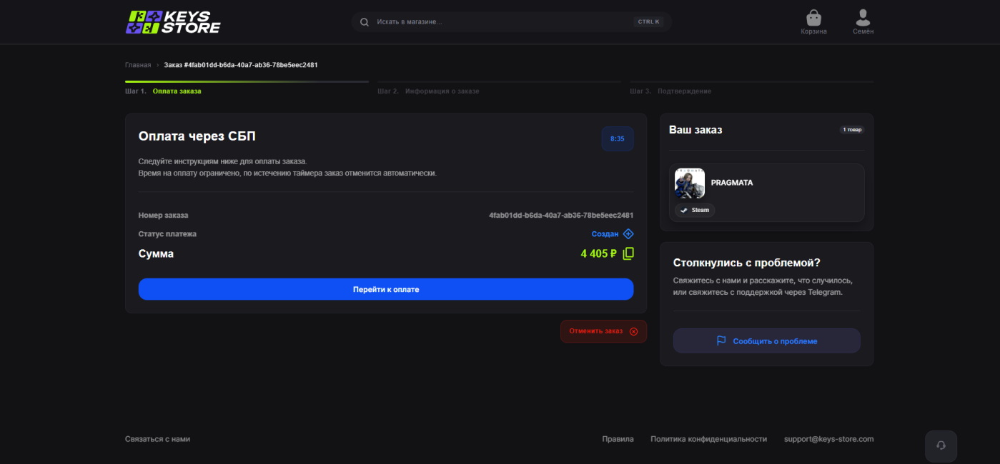 KEYS
STORE
Искать в магазине...
CTRL K
Корзина
Семён
Главная › Заказ #4fab01dd-b6da-40a7-ab36-78be5eec2481
Шаг 1. Оплата заказа
Шаг 2. Информация о заказе
Шаг 3. Подтверждение
Оплата через СБП
8:35
Следуйте инструкциям ниже для оплаты заказа.
Время на оплату ограничено, по истечению таймера заказ отменится автоматически.
Номер заказа
4fab01dd-b6da-40a7-ab36-78be5eec2481
Статус платежа
Создан
Сумма
4 405 ₽
Перейти к оплате
Отменить заказ
Ваш заказ
1 товар
PRAGMATA
PRAGMATA
Steam
Столкнулись с проблемой?
Свяжитесь с нами и расскажите, что случилось,
или свяжитесь с поддержкой через Telegram.
Сообщить о проблеме
Связаться с нами
Правила
Политика конфиденциальности
support@keys-store.com